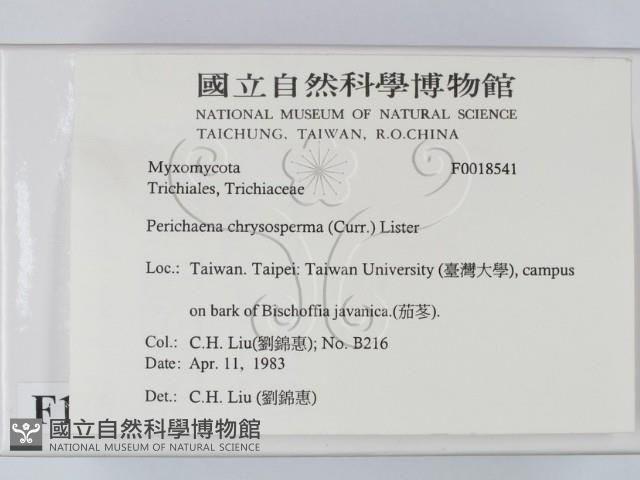 國立自然科學博物館
NATIONAL MUSEUM OF NATURAL SCIENCE
TAICHUNG, TAIWAN, R.O.CHINA
Myxomycota F0018541
Trichiales, Trichiaceae
Perichaena chrysosperma (Curr.) Lister
Loc.: Taiwan. Taipei: Taiwan University (臺灣大學), campus
on bark of Bischoffia javanica.(茄苳).
Col.: C.H. Liu(劉錦惠); No. B216
Date: Apr. 11, 1983
Det.: C.H. Liu (劉錦惠)
國立自然科學博物館
NATIONAL MUSEUM OF NATURAL SCIENCE